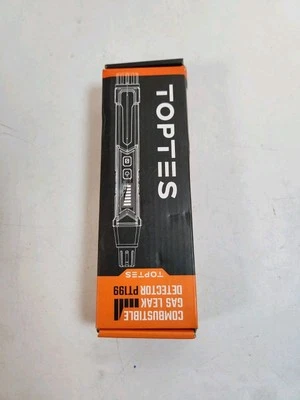 TOPTES
TOPTES
COMBUSTIBLE
GAS LEAK
DETECTOR PT199